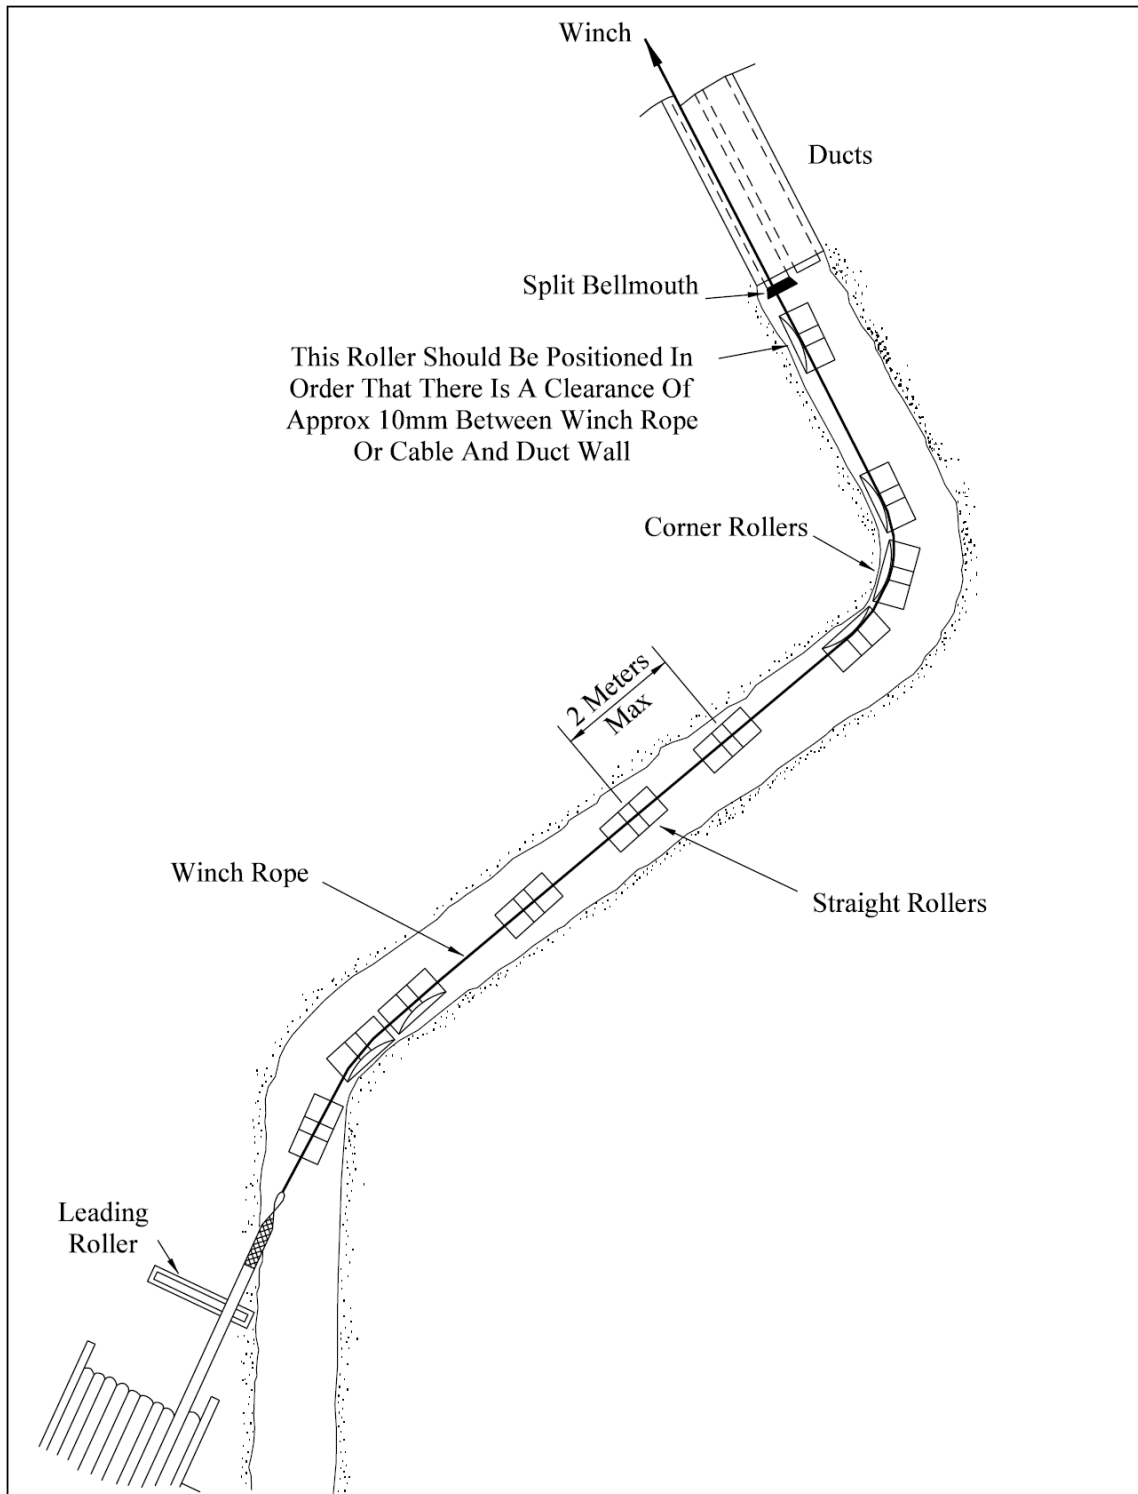 Winch
Ducts
Split Bellmouth
This Roller Should Be Positioned In
Order That There Is A Clearance Of
Approx 10mm Between Winch Rope
Or Cable And Duct Wall
Corner Rollers
2 Meters
Max
Winch Rope
Straight Rollers
Leading
Roller